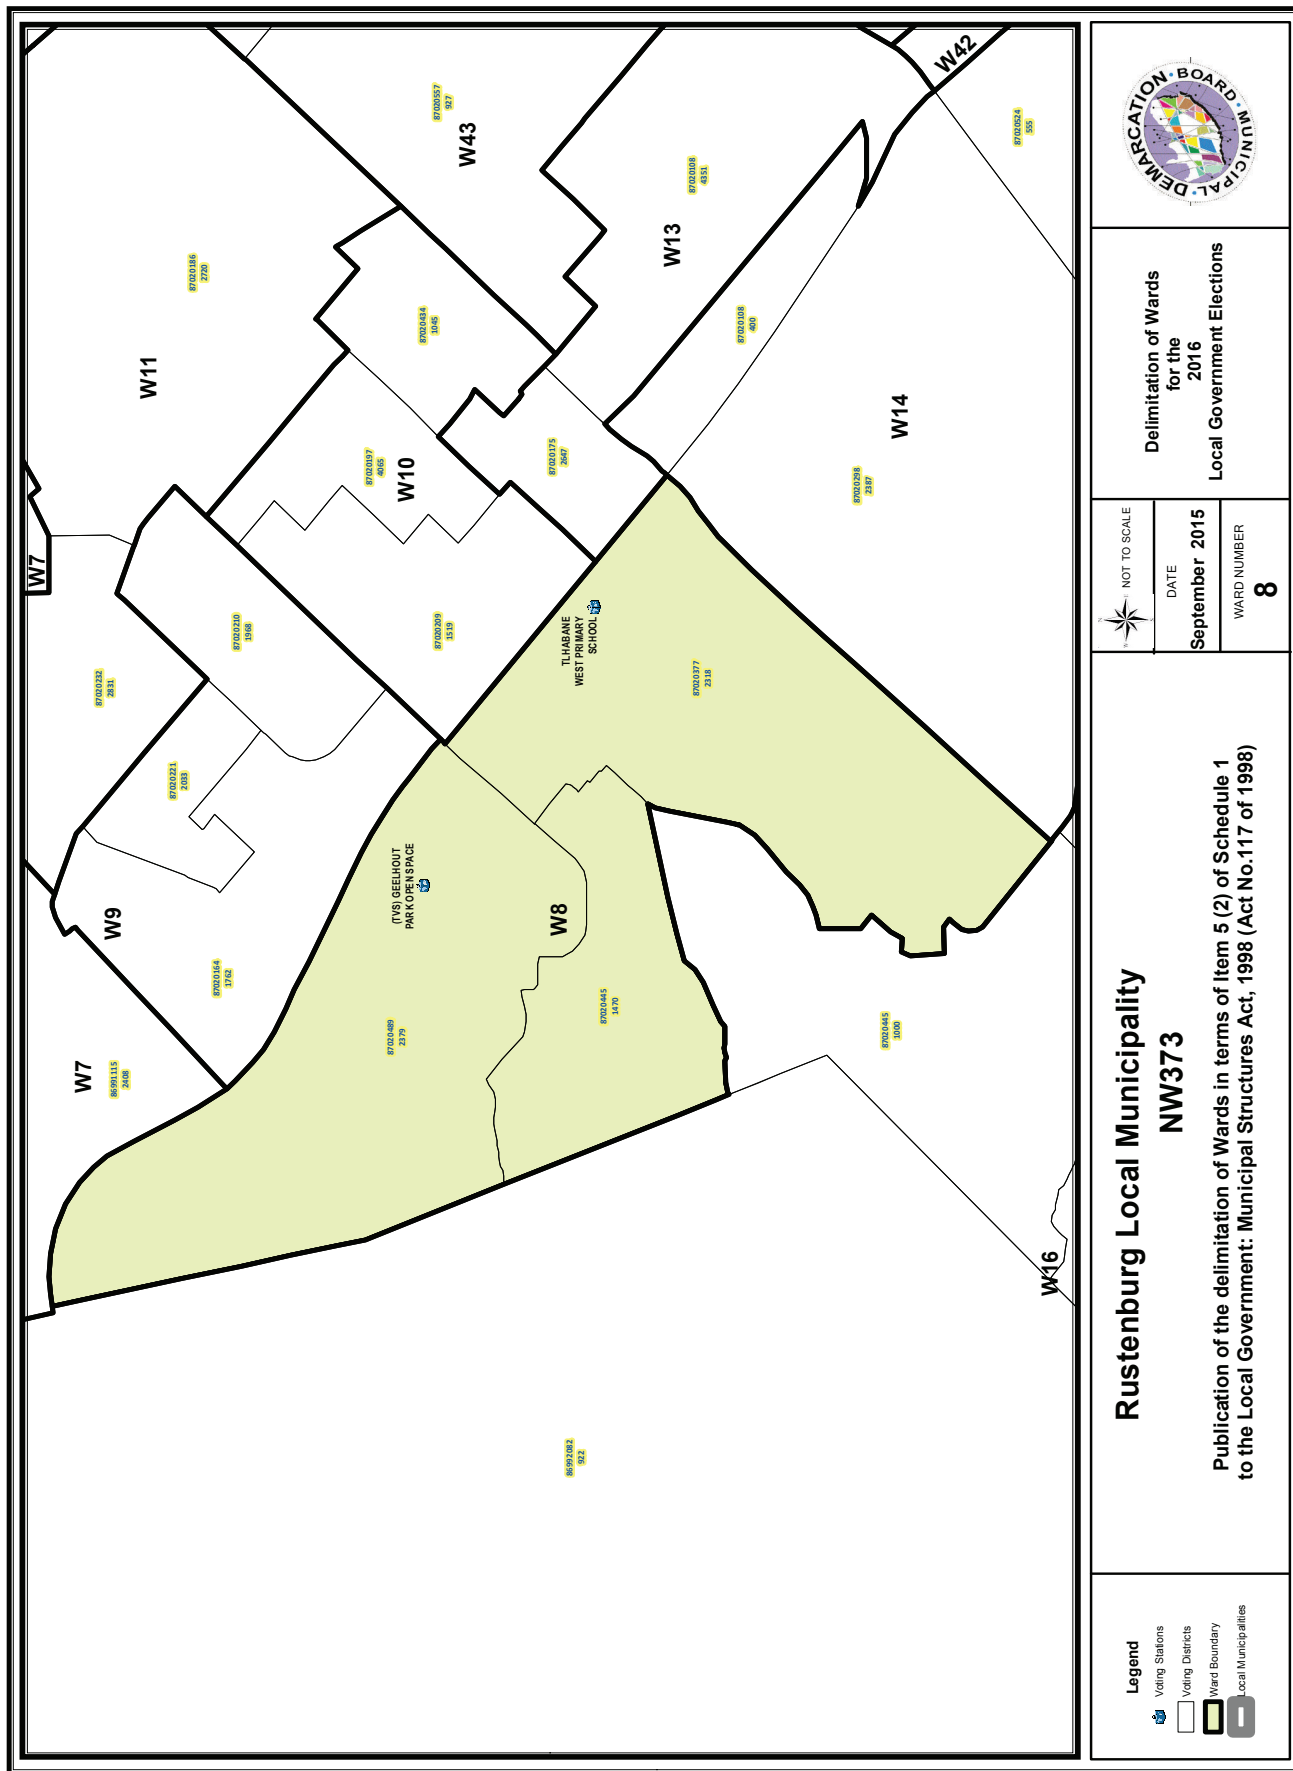 W7
W11
W43
W42
W13
W14
W10
W9
W7
W8
W16
87020557
927
87020524
555
87020108
4351
87020186
2720
87020434
1045
87020108
400
87020197
4065
87020175
2647
87020298
2387
87020210
1968
87020209
1519
87020232
2831
87020221
2033
87020377
2318
87020164
1762
86991115
2408
87020489
2379
87020445
1470
87020445
1000
86992082
922
TLHABANE
WEST PRIMARY
SCHOOL
(TVS) GEELHOUT
PARK OPEN SPACE
Legend
Voting Stations
Voting Districts
Ward Boundary
Local Municipalities
Rustenburg Local Municipality
NW373
Publication of the delimitation of Wards in terms of Item 5 (2) of Schedule 1
to the Local Government: Municipal Structures Act, 1998 (Act No.117 of 1998)
NOT TO SCALE
DATE
September 2015
WARD NUMBER
8
Delimitation of Wards
for the
2016
Local Government Elections
MUNICIPAL • DEMARCATION • BOARD •